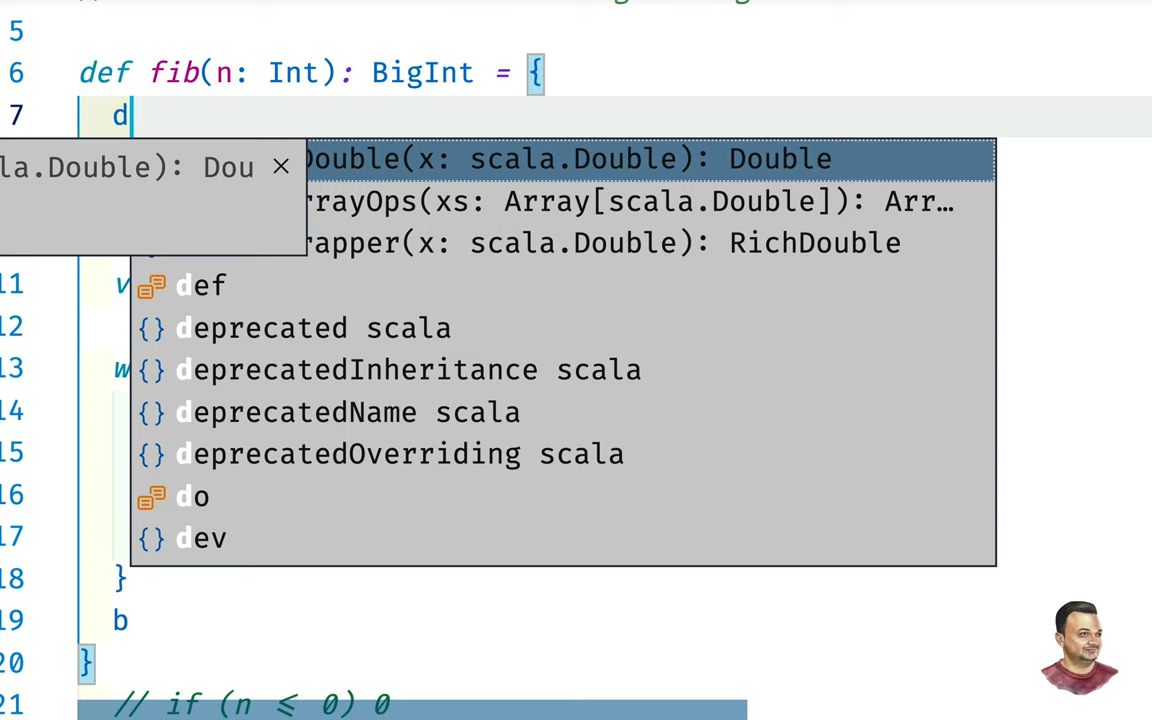 5
6 def fib(n: Int): BigInt = {
7 d
la.Double): Dou ×
Double(x: scala.Double): Double
rrayOps(xs: Array[scala.Double]): Arr…
rapper(x: scala.Double): RichDouble
11 v
def
12
deprecated scala
13 w
deprecatedInheritance scala
14
deprecatedName scala
15
deprecatedOverriding scala
16
do
17
dev
18 }
19 b
20 }
21 // if (n <= 0) 0